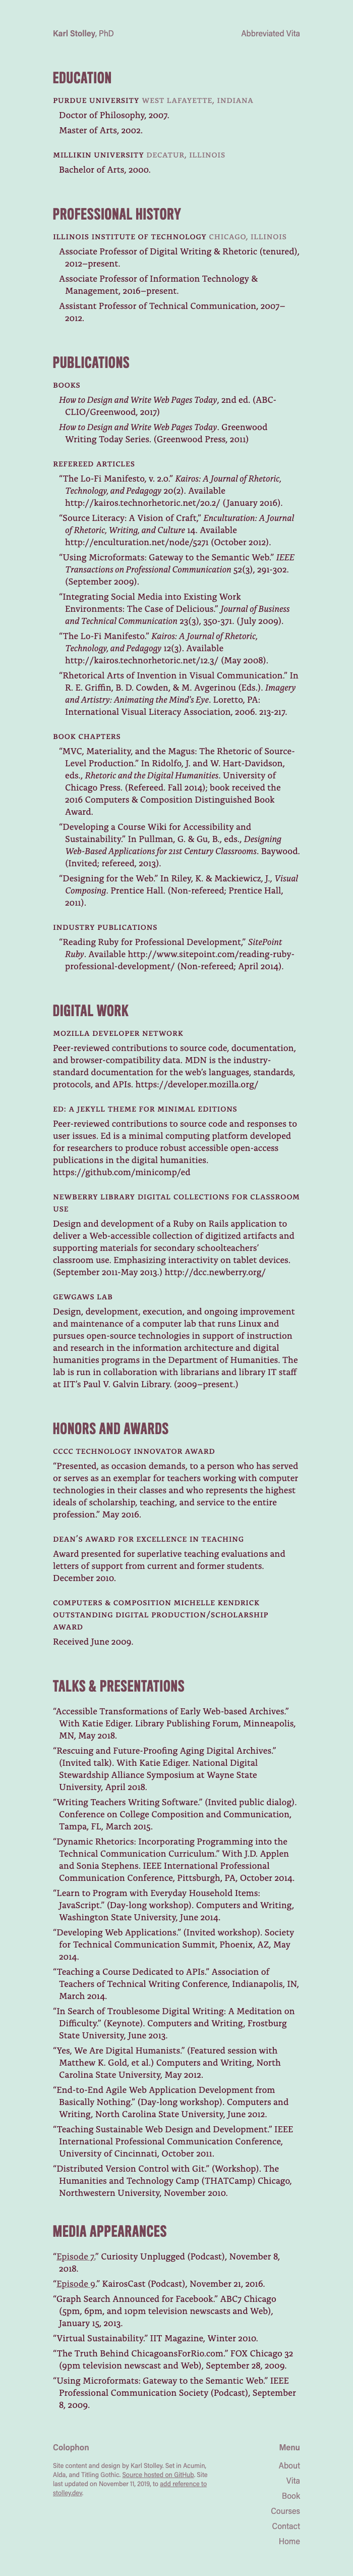 Karl Stolley, PhD
Abbreviated Vita
EDUCATION
PURDUE UNIVERSITY WEST LAFAYETTE, INDIANA
Doctor of Philosophy, 2007.
Master of Arts, 2002.
MILLIKIN UNIVERSITY DECATUR, ILLINOIS
Bachelor of Arts, 2000.
PROFESSIONAL HISTORY
ILLINOIS INSTITUTE OF TECHNOLOGY CHICAGO, ILLINOIS
Associate Professor of Digital Writing & Rhetoric (tenured),
2012–present.
Associate Professor of Information Technology &
Management, 2016–present.
Assistant Professor of Technical Communication, 2007–
2012.
PUBLICATIONS
BOOKS
How to Design and Write Web Pages Today, 2nd ed. (ABC-
CLIO/Greenwood, 2017)
How to Design and Write Web Pages Today. Greenwood
Writing Today Series. (Greenwood Press, 2011)
REFEREED ARTICLES
“The Lo-Fi Manifesto, v. 2.0.” Kairos: A Journal of Rhetoric,
Technology, and Pedagogy 20(2). Available
http://kairos.technorhetoric.net/20.2/ (January 2016).
“Source Literacy: A Vision of Craft,” Enculturation: A Journal
of Rhetoric, Writing, and Culture 14. Available
http://enculturation.net/node/5271 (October 2012).
“Using Microformats: Gateway to the Semantic Web.” IEEE
Transactions on Professional Communication 52(3), 291-302.
(September 2009).
“Integrating Social Media into Existing Work
Environments: The Case of Delicious.” Journal of Business
and Technical Communication 23(3), 350-371. (July 2009).
“The Lo-Fi Manifesto.” Kairos: A Journal of Rhetoric,
Technology, and Pedagogy 12(3). Available
http://kairos.technorhetoric.net/12.3/ (May 2008).
“Rhetorical Arts of Invention in Visual Communication.” In
R. E. Griffin, B. D. Cowden, & M. Avgerinou (Eds.). Imagery
and Artistry: Animating the Mind’s Eye. Loretto, PA:
International Visual Literacy Association, 2006. 213-217.
BOOK CHAPTERS
“MVC, Materiality, and the Magus: The Rhetoric of Source-
Level Production.” In Ridolfo, J. and W. Hart-Davidson,
eds., Rhetoric and the Digital Humanities. University of
Chicago Press. (Refereed. Fall 2014); book received the
2016 Computers & Composition Distinguished Book
Award.
“Developing a Course Wiki for Accessibility and
Sustainability.” In Pullman, G. & Gu, B., eds., Designing
Web-Based Applications for 21st Century Classrooms. Baywood.
(Invited; refereed, 2013).
“Designing for the Web.” In Riley, K. & Mackiewicz, J., Visual
Composing. Prentice Hall. (Non-refereed; Prentice Hall,
2011).
INDUSTRY PUBLICATIONS
“Reading Ruby for Professional Development,” SitePoint
Ruby. Available http://www.sitepoint.com/reading-ruby-
professional-development/ (Non-refereed; April 2014).
DIGITAL WORK
MOZILLA DEVELOPER NETWORK
Peer-reviewed contributions to source code, documentation,
and browser-compatibility data. MDN is the industry-
standard documentation for the web’s languages, standards,
protocols, and APIs. https://developer.mozilla.org/
ED: A JEKYLL THEME FOR MINIMAL EDITIONS
Peer-reviewed contributions to source code and responses to
user issues. Ed is a minimal computing platform developed
for researchers to produce robust accessible open-access
publications in the digital humanities.
https://github.com/minicomp/ed
NEWBERRY LIBRARY DIGITAL COLLECTIONS FOR CLASSROOM
USE
Design and development of a Ruby on Rails application to
deliver a Web-accessible collection of digitized artifacts and
supporting materials for secondary schoolteachers’
classroom use. Emphasizing interactivity on tablet devices.
(September 2011-May 2013.) http://dcc.newberry.org/
GEWGAWS LAB
Design, development, execution, and ongoing improvement
and maintenance of a computer lab that runs Linux and
pursues open-source technologies in support of instruction
and research in the information architecture and digital
humanities programs in the Department of Humanities. The
lab is run in collaboration with librarians and library IT staff
at IIT’s Paul V. Galvin Library. (2009–present.)
HONORS AND AWARDS
CCCC TECHNOLOGY INNOVATOR AWARD
“Presented, as occasion demands, to a person who has served
or serves as an exemplar for teachers working with computer
technologies in their classes and who represents the highest
ideals of scholarship, teaching, and service to the entire
profession.” May 2016.
DEAN’S AWARD FOR EXCELLENCE IN TEACHING
Award presented for superlative teaching evaluations and
letters of support from current and former students.
December 2010.
COMPUTERS & COMPOSITION MICHELLE KENDRICK
OUTSTANDING DIGITAL PRODUCTION/SCHOLARSHIP
AWARD
Received June 2009.
TALKS & PRESENTATIONS
“Accessible Transformations of Early Web-based Archives.”
With Katie Ediger. Library Publishing Forum, Minneapolis,
MN, May 2018.
“Rescuing and Future-Proofing Aging Digital Archives.”
(Invited talk). With Katie Ediger. National Digital
Stewardship Alliance Symposium at Wayne State
University, April 2018.
“Writing Teachers Writing Software.” (Invited public dialog).
Conference on College Composition and Communication,
Tampa, FL, March 2015.
“Dynamic Rhetorics: Incorporating Programming into the
Technical Communication Curriculum.” With J.D. Applen
and Sonia Stephens. IEEE International Professional
Communication Conference, Pittsburgh, PA, October 2014.
“Learn to Program with Everyday Household Items:
JavaScript.” (Day-long workshop). Computers and Writing,
Washington State University, June 2014.
“Developing Web Applications.” (Invited workshop). Society
for Technical Communication Summit, Phoenix, AZ, May
2014.
“Teaching a Course Dedicated to APIs.” Association of
Teachers of Technical Writing Conference, Indianapolis, IN,
March 2014.
“In Search of Troublesome Digital Writing: A Meditation on
Difficulty.” (Keynote). Computers and Writing, Frostburg
State University, June 2013.
“Yes, We Are Digital Humanists.” (Featured session with
Matthew K. Gold, et al.) Computers and Writing, North
Carolina State University, May 2012.
“End-to-End Agile Web Application Development from
Basically Nothing.” (Day-long workshop). Computers and
Writing, North Carolina State University, June 2012.
“Teaching Sustainable Web Design and Development.” IEEE
International Professional Communication Conference,
University of Cincinnati, October 2011.
“Distributed Version Control with Git.” (Workshop). The
Humanities and Technology Camp (THATCamp) Chicago,
Northwestern University, November 2010.
MEDIA APPEARANCES
“Episode 7.” Curiosity Unplugged (Podcast), November 8,
2018.
“Episode 9.” KairosCast (Podcast), November 21, 2016.
“Graph Search Announced for Facebook.” ABC7 Chicago
(5pm, 6pm, and 10pm television newscasts and Web),
January 15, 2013.
“Virtual Sustainability.” IIT Magazine, Winter 2010.
“The Truth Behind ChicagoansForRio.com.” FOX Chicago 32
(9pm television newscast and Web), September 28, 2009.
“Using Microformats: Gateway to the Semantic Web.” IEEE
Professional Communication Society (Podcast), September
8, 2009.
Colophon
Site content and design by Karl Stolley. Set in Acumin,
Alda, and Titling Gothic. Source hosted on GitHub. Site
last updated on November 11, 2019, to add reference to
stolley.dev.
Menu
About
Vita
Book
Courses
Contact
Home